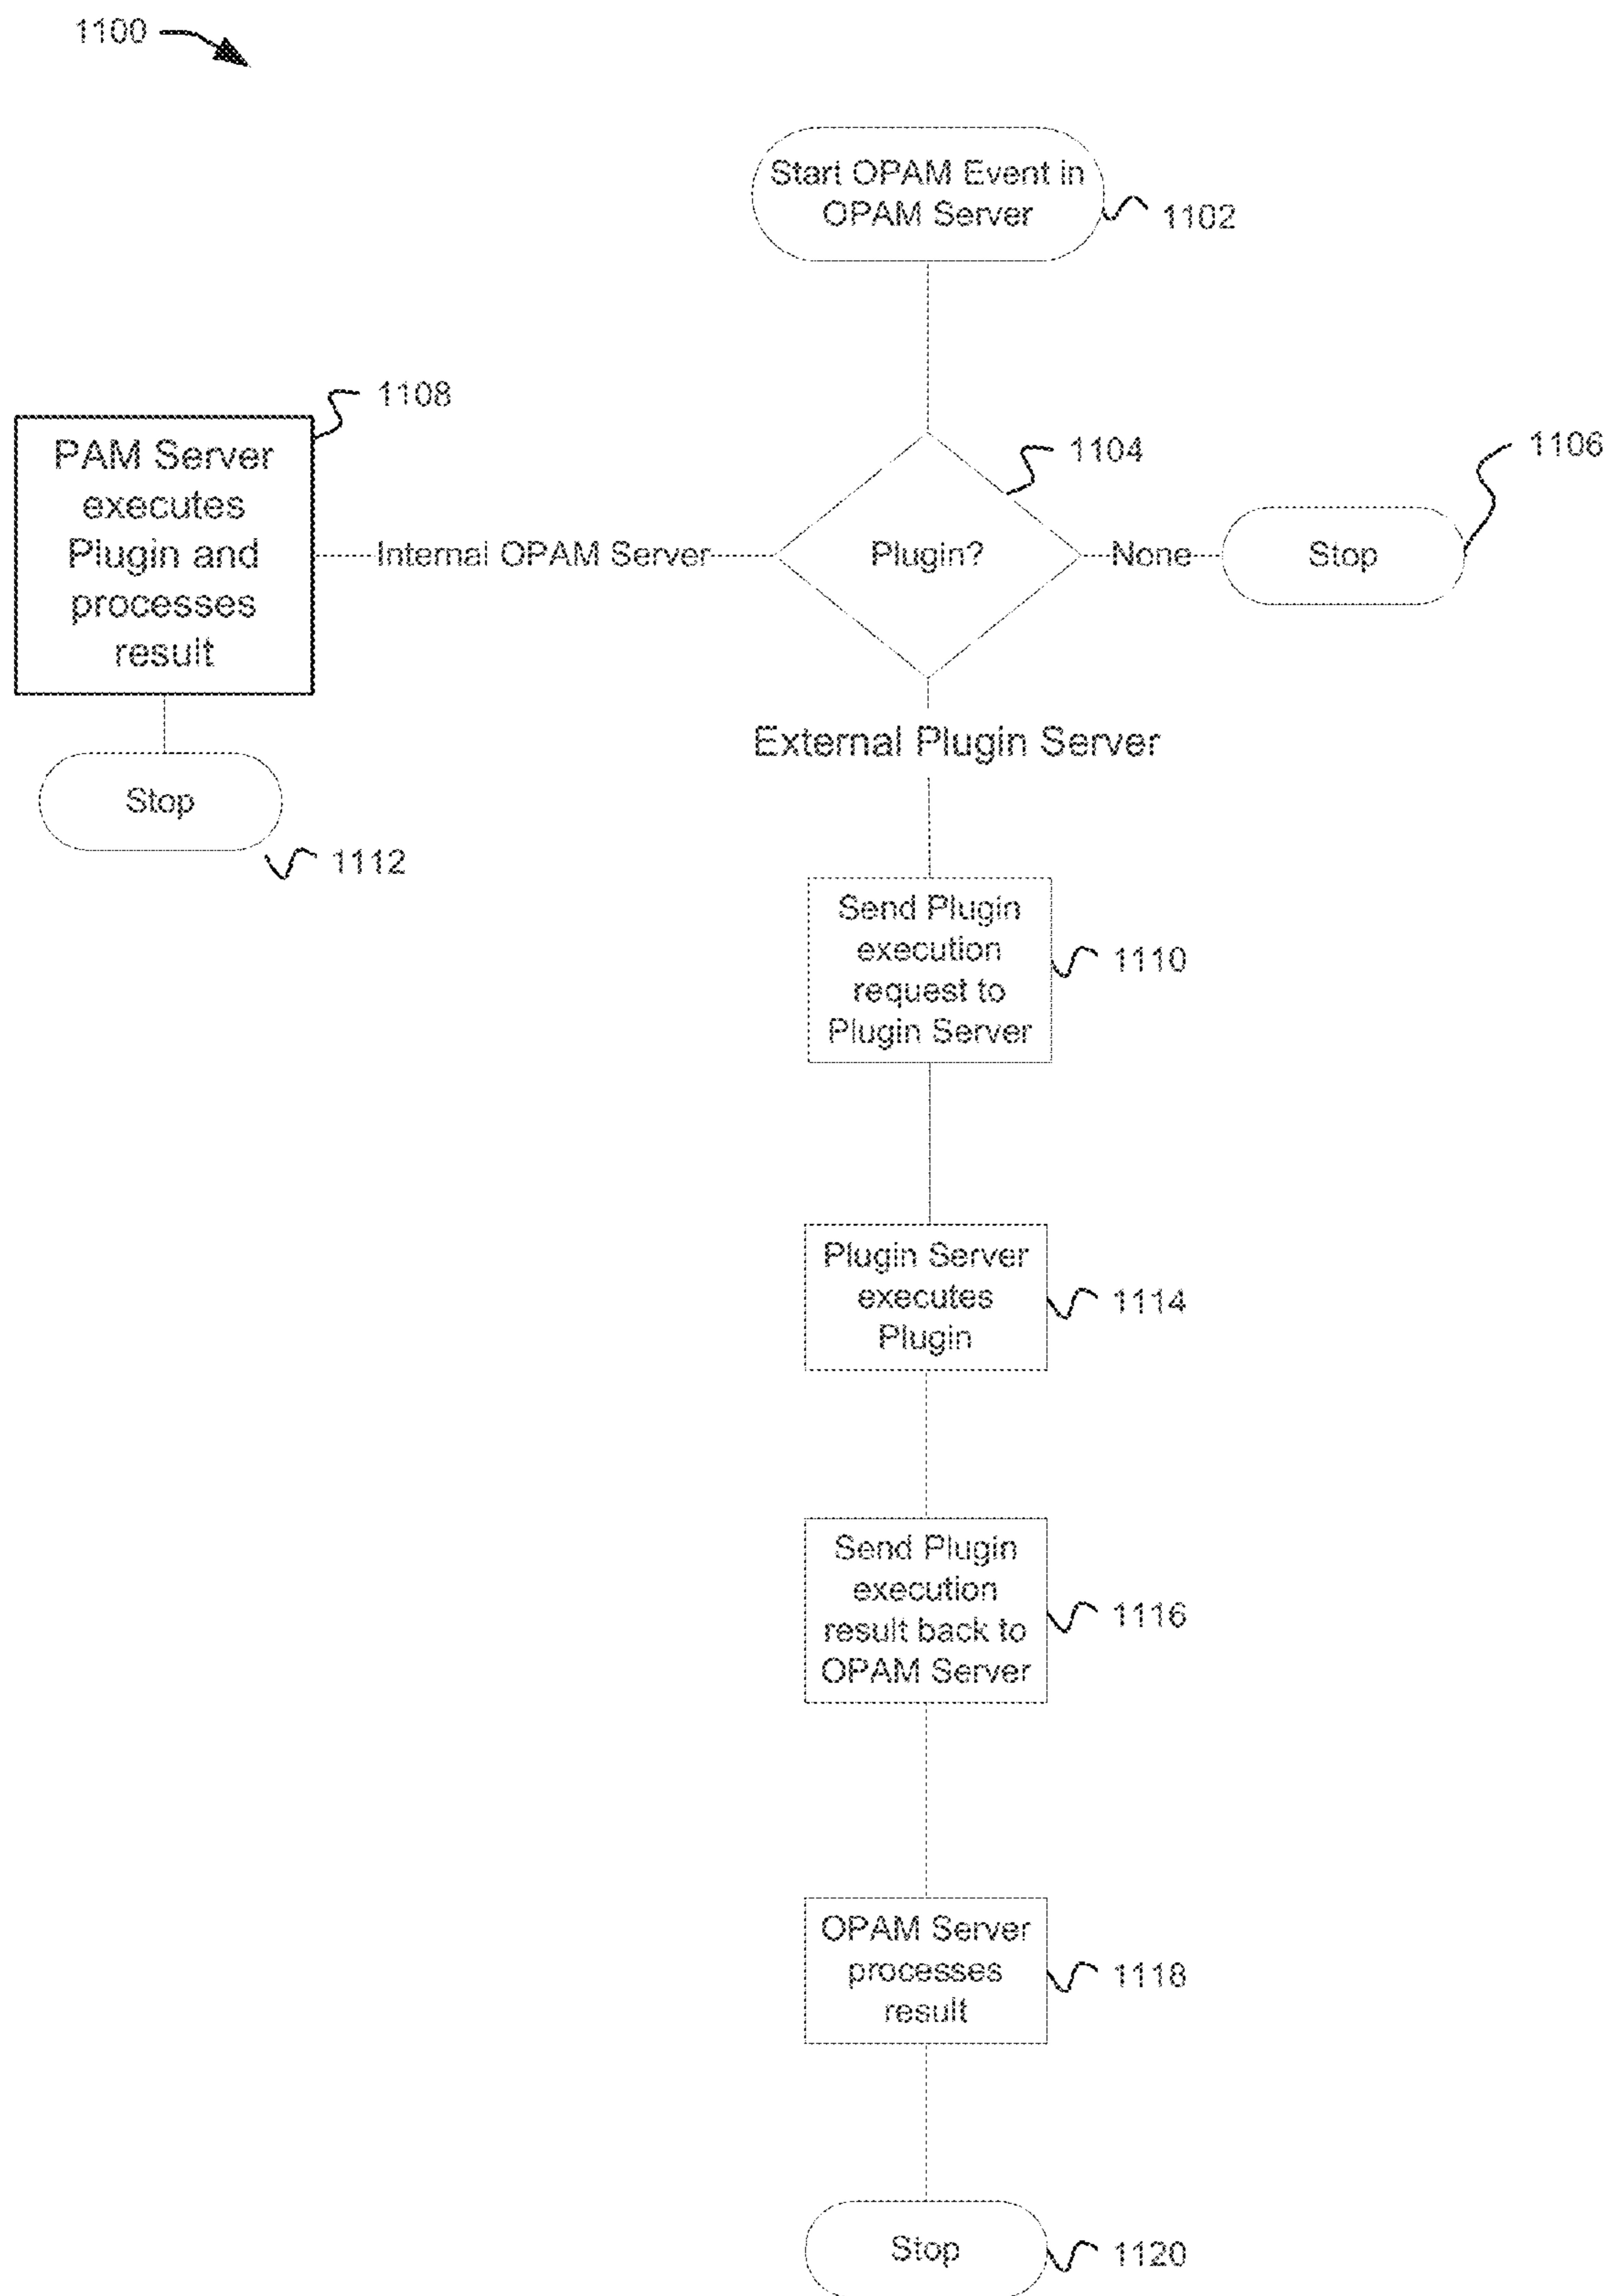 1100
Start OPAM Event in
OPAM Server
1102
1108
PAM Server
executes
Plugin and
processes
result
Internal OPAM Server
1104
Plugin?
None
1106
Stop
Stop
1112
External Plugin Server
Send Plugin
execution
request to
Plugin Server
1110
Plugin Server
executes
Plugin
1114
Send Plugin
execution
result back to
OPAM Server
1116
OPAM Server
processes
result
1118
Stop
1120